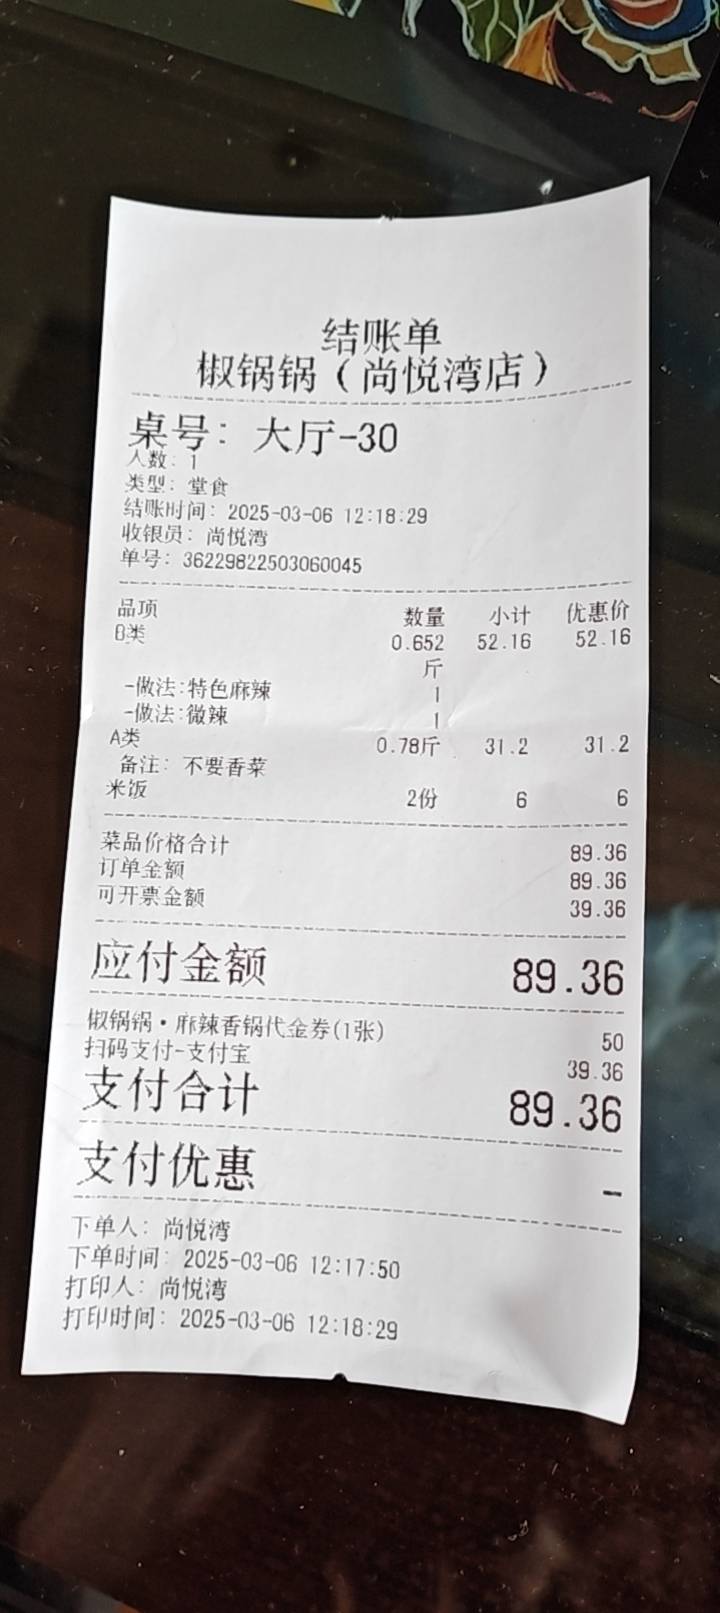 结账单
椒锅锅（尚悦湾店）
桌号：大厅-30
人数：1
类型：堂食
结账时间：2025-03-06 12:18:29
收银员：尚悦湾
单号：36229822503060045
品项 数量 小计 优惠价
B类 0.652斤 52.16 52.16
-做法：特色麻辣 1
-做法：微辣 1
A类 0.78斤 31.2 31.2
备注：不要香菜
米饭 2份 6 6
菜品价格合计 89.36
订单金额 89.36
可开票金额 39.36
应付金额 89.36
椒锅锅·麻辣香锅代金券(1张) 50
扫码支付-支付宝 39.36
支付合计 89.36
支付优惠 -
下单人：尚悦湾
下单时间：2025-03-06 12:17:50
打印人：尚悦湾
打印时间：2025-03-06 12:18:29